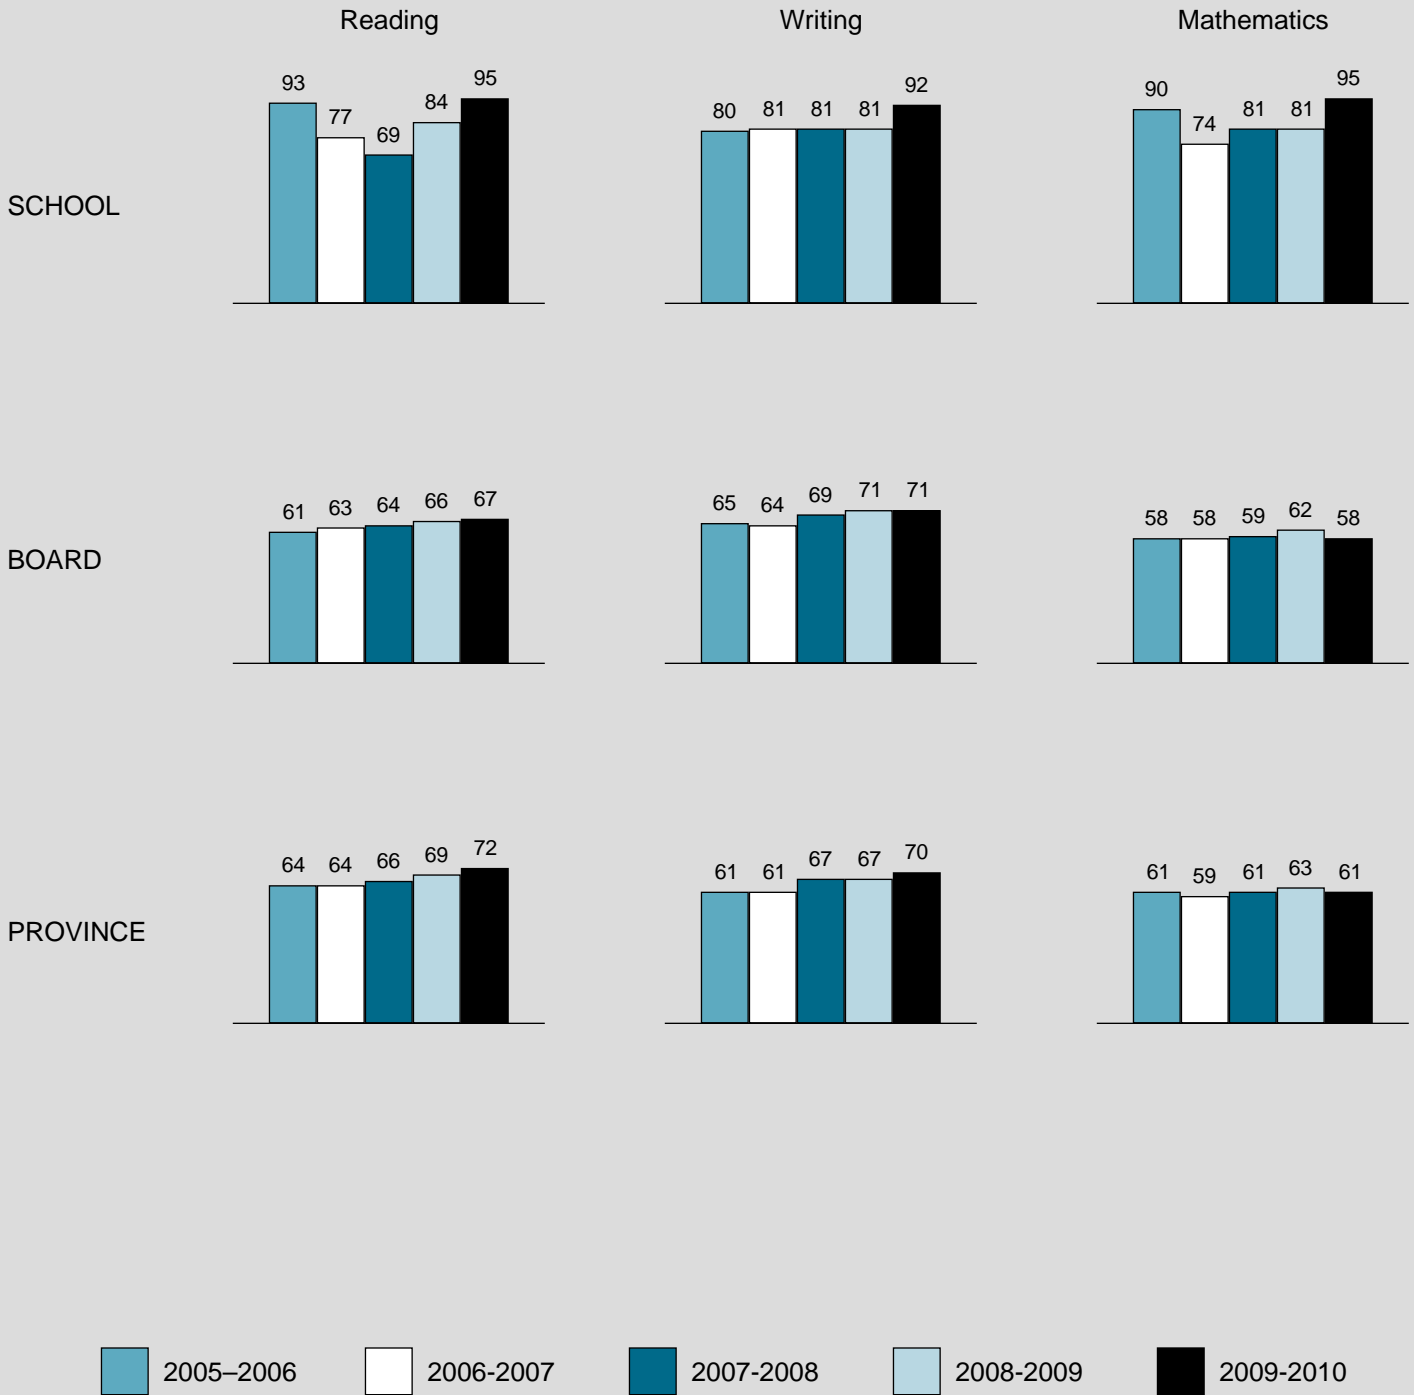 Reading Writing Mathematics
93 77 69 84 95 80 81 81 81 92 90 74 81 81 95
SCHOOL
61 63 64 66 67 65 64 69 71 71 58 58 59 62 58
BOARD
64 64 66 69 72 61 61 67 67 70 61 59 61 63 61
PROVINCE
2005–2006 2006-2007 2007-2008 2008-2009 2009-2010